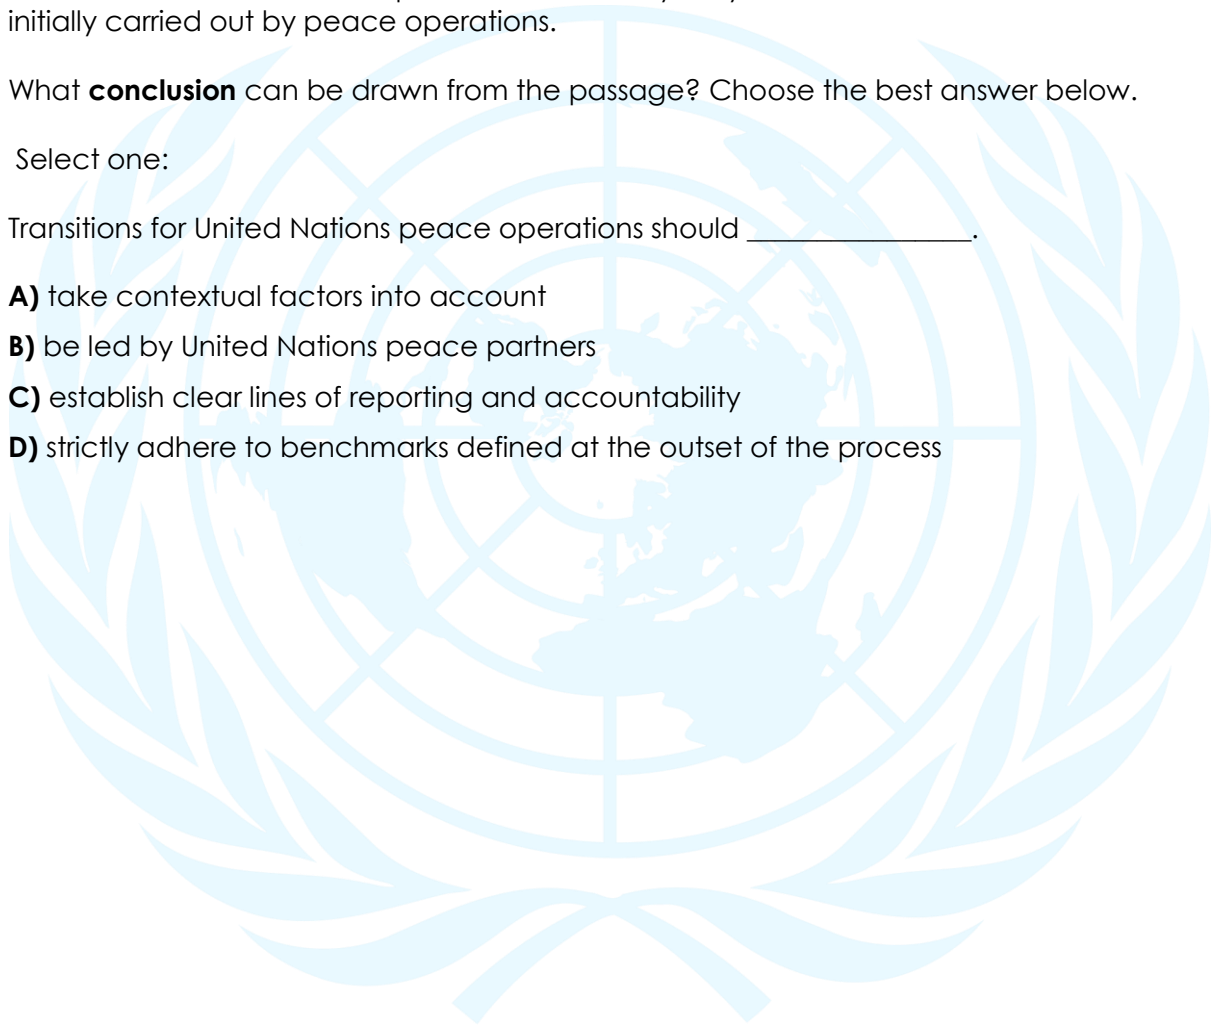 initially carried out by peace operations.
What conclusion can be drawn from the passage? Choose the best answer below.
Select one:
Transitions for United Nations peace operations should ________________.
A) take contextual factors into account
B) be led by United Nations peace partners
C) establish clear lines of reporting and accountability
D) strictly adhere to benchmarks defined at the outset of the process